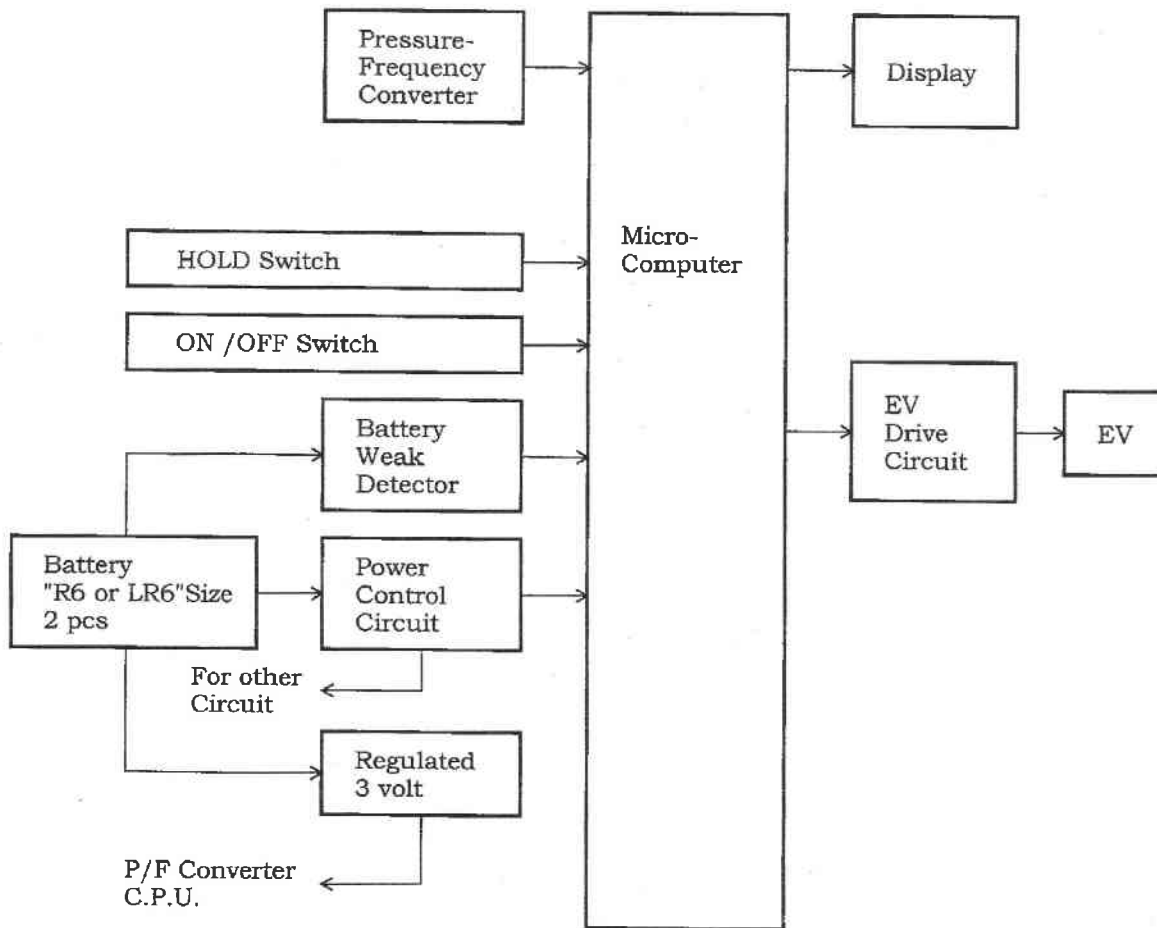 Pressure-
Frequency
Converter
Display
HOLD Switch
Micro-
Computer
ON /OFF Switch
Battery
Weak
Detector
EV
Drive
Circuit
EV
Battery
"R6 or LR6"Size
2 pcs
Power
Control
Circuit
For other
Circuit
Regulated
3 volt
P/F Converter
C.P.U.